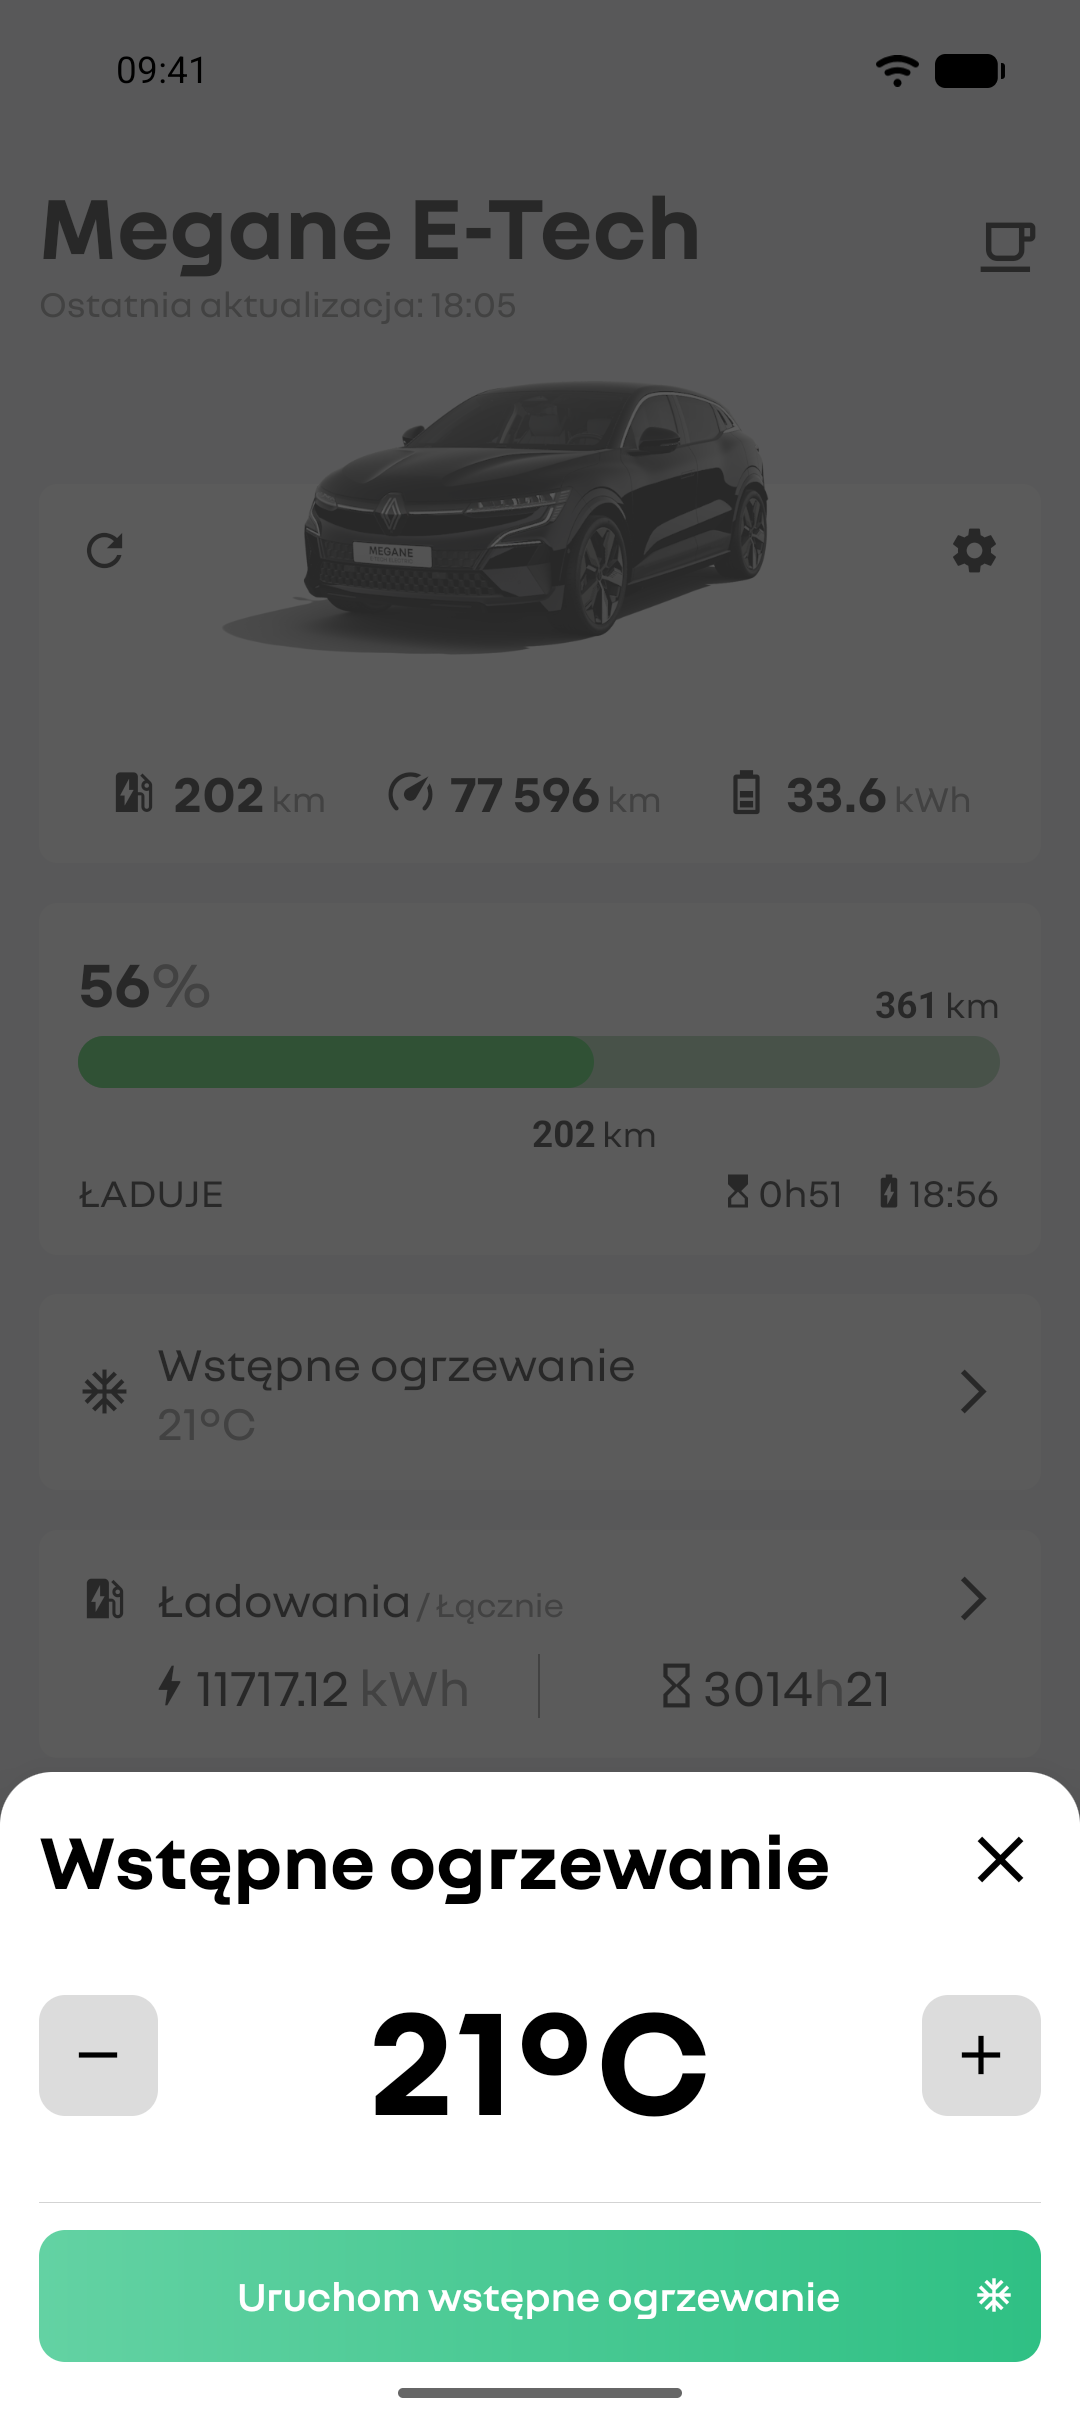 09:41
Megane E-Tech
Ostatnia aktualizacja: 18:05
MEGANE
202 km 77 596 km 33.6 kWh
56%
361 km
202 km
ŁADUJE 0h51 18:56
Wstępne ogrzewanie
21°C
Ładowania / Łącznie
11717.12 kWh 3014h21
Wstępne ogrzewanie
− 21°C +
Uruchom wstępne ogrzewanie